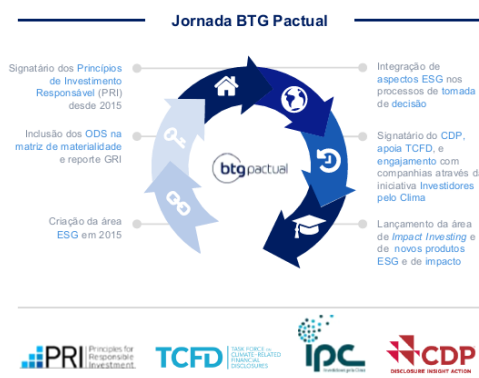 Jornada BTG Pactual
Signatário dos Princípios
de Investimento
Responsável (PRI)
desde 2015
Inclusão dos ODS na
matriz de materialidade
e reporte GRI
Criação da área
ESG em 2015
btgpactual
Integração de
aspectos ESG nos
processos de tomada
de decisão
Signatário do CDP,
apoia TCFD, e
engajamento com
companhias através da
iniciativa Investidores
pelo Clima
Lançamento da área
de Impact Investing e
de novos produtos
ESG e de impacto
PRI Principles for
Responsible
Investment
TCFD TASK FORCE ON
CLIMATE-RELATED
FINANCIAL
DISCLOSURES
ipc
investidores pelo clima
CDP
DISCLOSURE INSIGHT ACTION